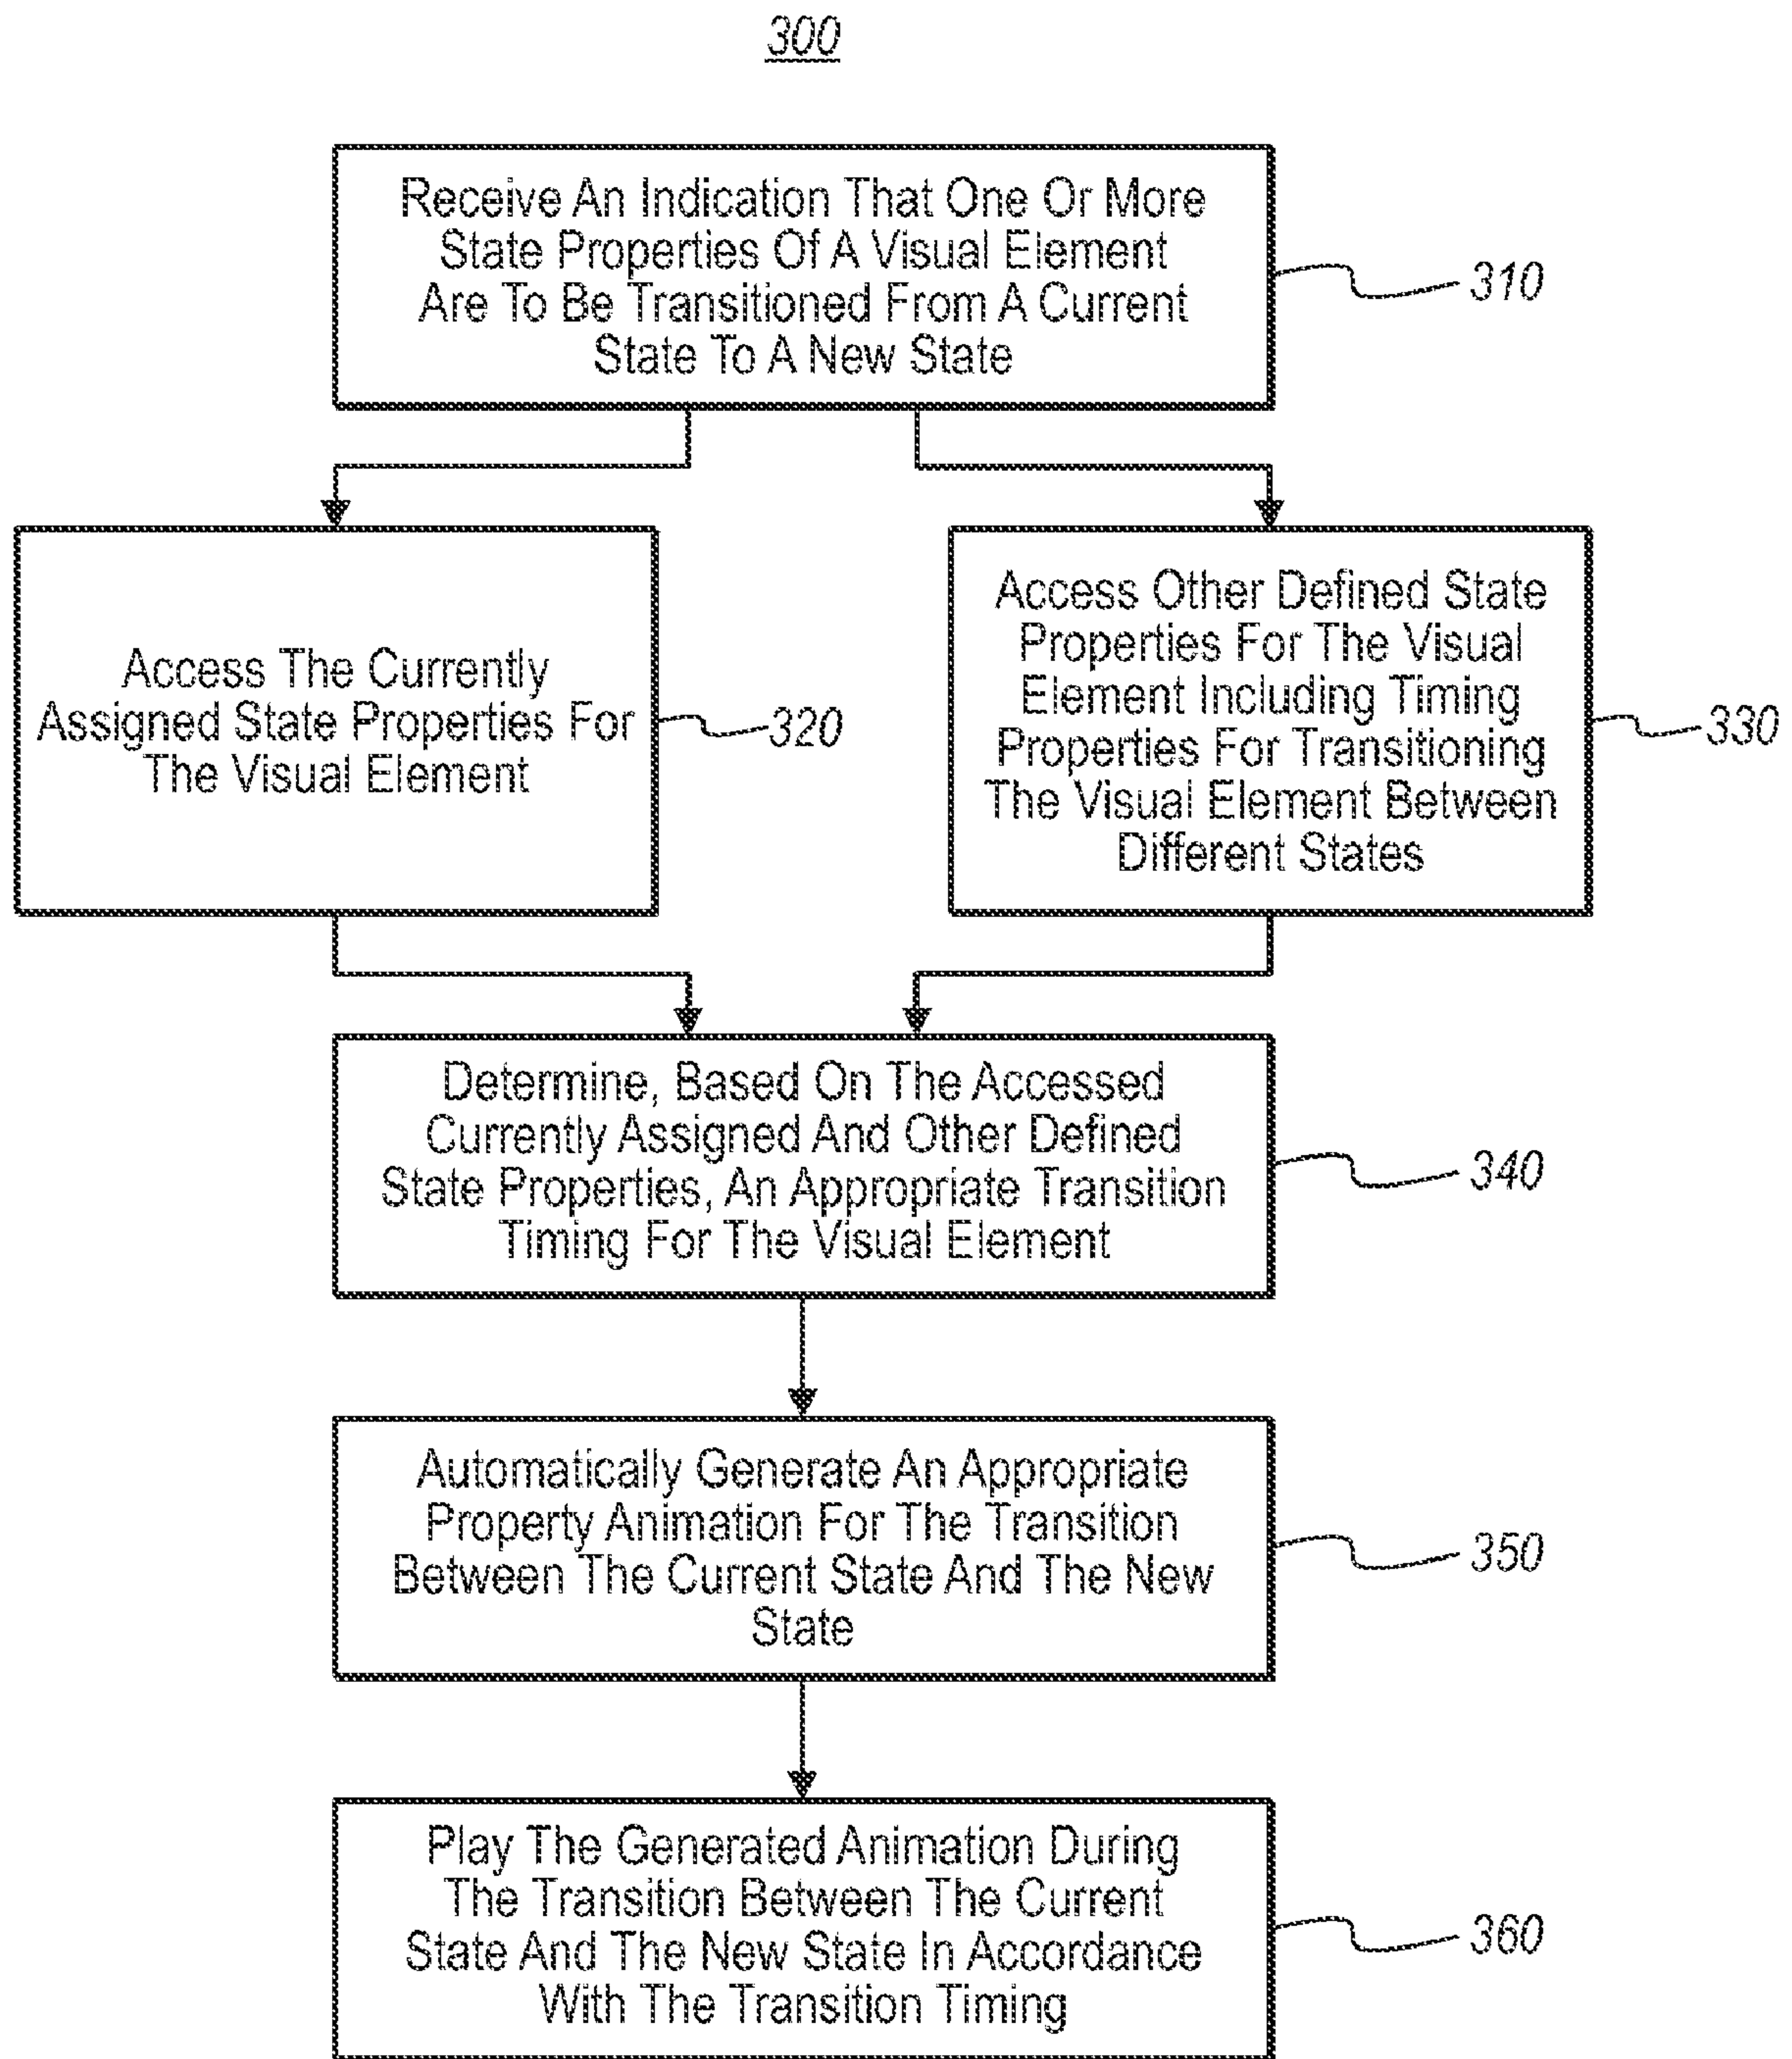 300
Receive An Indication That One Or More
State Properties Of A Visual Element
Are To Be Transitioned From A Current
State To A New State
310
Access The Currently
Assigned State Properties For
The Visual Element
320
Access Other Defined State
Properties For The Visual
Element Including Timing
Properties For Transitioning
The Visual Element Between
Different States
330
Determine, Based On The Accessed
Currently Assigned And Other Defined
State Properties, An Appropriate Transition
Timing For The Visual Element
340
Automatically Generate An Appropriate
Property Animation For The Transition
Between The Current State And The New
State
350
Play The Generated Animation During
The Transition Between The Current
State And The New State In Accordance
With The Transition Timing
360